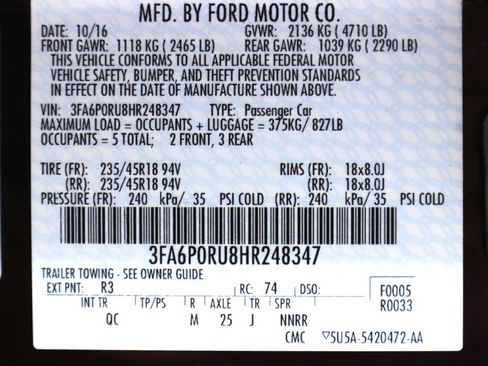 MFD. BY FORD MOTOR CO.
DATE: 10/16 GVWR: 2136 KG ( 4710 LB)
FRONT GAWR: 1118 KG ( 2465 LB) REAR GAWR: 1039 KG ( 2290 LB)
THIS VEHICLE CONFORMS TO ALL APPLICABLE FEDERAL MOTOR
VEHICLE SAFETY, BUMPER, AND THEFT PREVENTION STANDARDS
IN EFFECT ON THE DATE OF MANUFACTURE SHOWN ABOVE.
VIN: 3FA6P0RU8HR248347 TYPE: Passenger Car
MAXIMUM LOAD = OCCUPANTS + LUGGAGE = 375KG/ 827LB
OCCUPANTS = 5 TOTAL; 2 FRONT, 3 REAR
TIRE (FR): 235/45R18 94V RIMS (FR): 18x8.0J
(RR): 235/45R18 94V (RR): 18x8.0J
PRESSURE (FR): 240 kPa/ 35 PSI COLD (RR): 240 kPa/ 35 PSI COLD
3FA6P0RU8HR248347
TRAILER TOWING - SEE OWNER GUIDE
EXT PNT: R3 RC: 74 DSO: F0005
INT TR TP/PS R AXLE TR SPR R0033
QC M 25 J NNRR
CMC ▽5U5A-5420472-AA